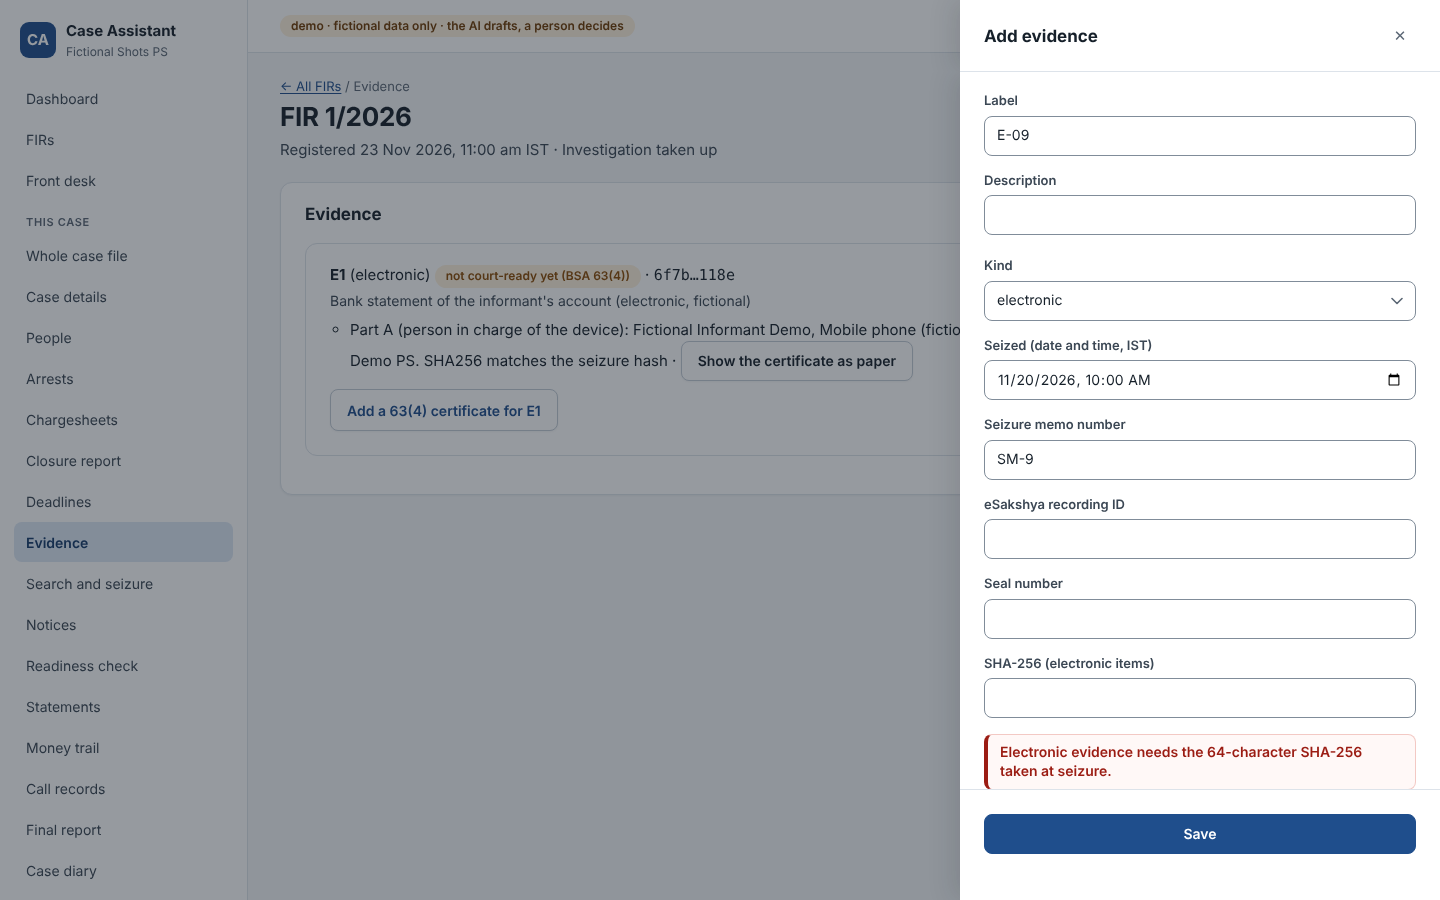 CA
Case Assistant
Fictional Shots PS
Dashboard
FIRs
Front desk
THIS CASE
Whole case file
Case details
People
Arrests
Chargesheets
Closure report
Deadlines
Evidence
Search and seizure
Notices
Readiness check
Statements
Money trail
Call records
Final report
Case diary
demo · fictional data only · the AI drafts, a person decides
← All FIRs / Evidence
FIR 1/2026
Registered 23 Nov 2026, 11:00 am IST · Investigation taken up
Evidence
E1 (electronic) not court-ready yet (BSA 63(4)) · 6f7b…118e
Bank statement of the informant's account (electronic, fictional)
Part A (person in charge of the device): Fictional Informant Demo, Mobile phone (fictio
Demo PS. SHA256 matches the seizure hash · Show the certificate as paper
Add a 63(4) certificate for E1
Add evidence
×
Label
E-09
Description
Kind
electronic
Seized (date and time, IST)
11/20/2026, 10:00 AM
Seizure memo number
SM-9
eSakshya recording ID
Seal number
SHA-256 (electronic items)
Electronic evidence needs the 64-character SHA-256
taken at seizure.
Save